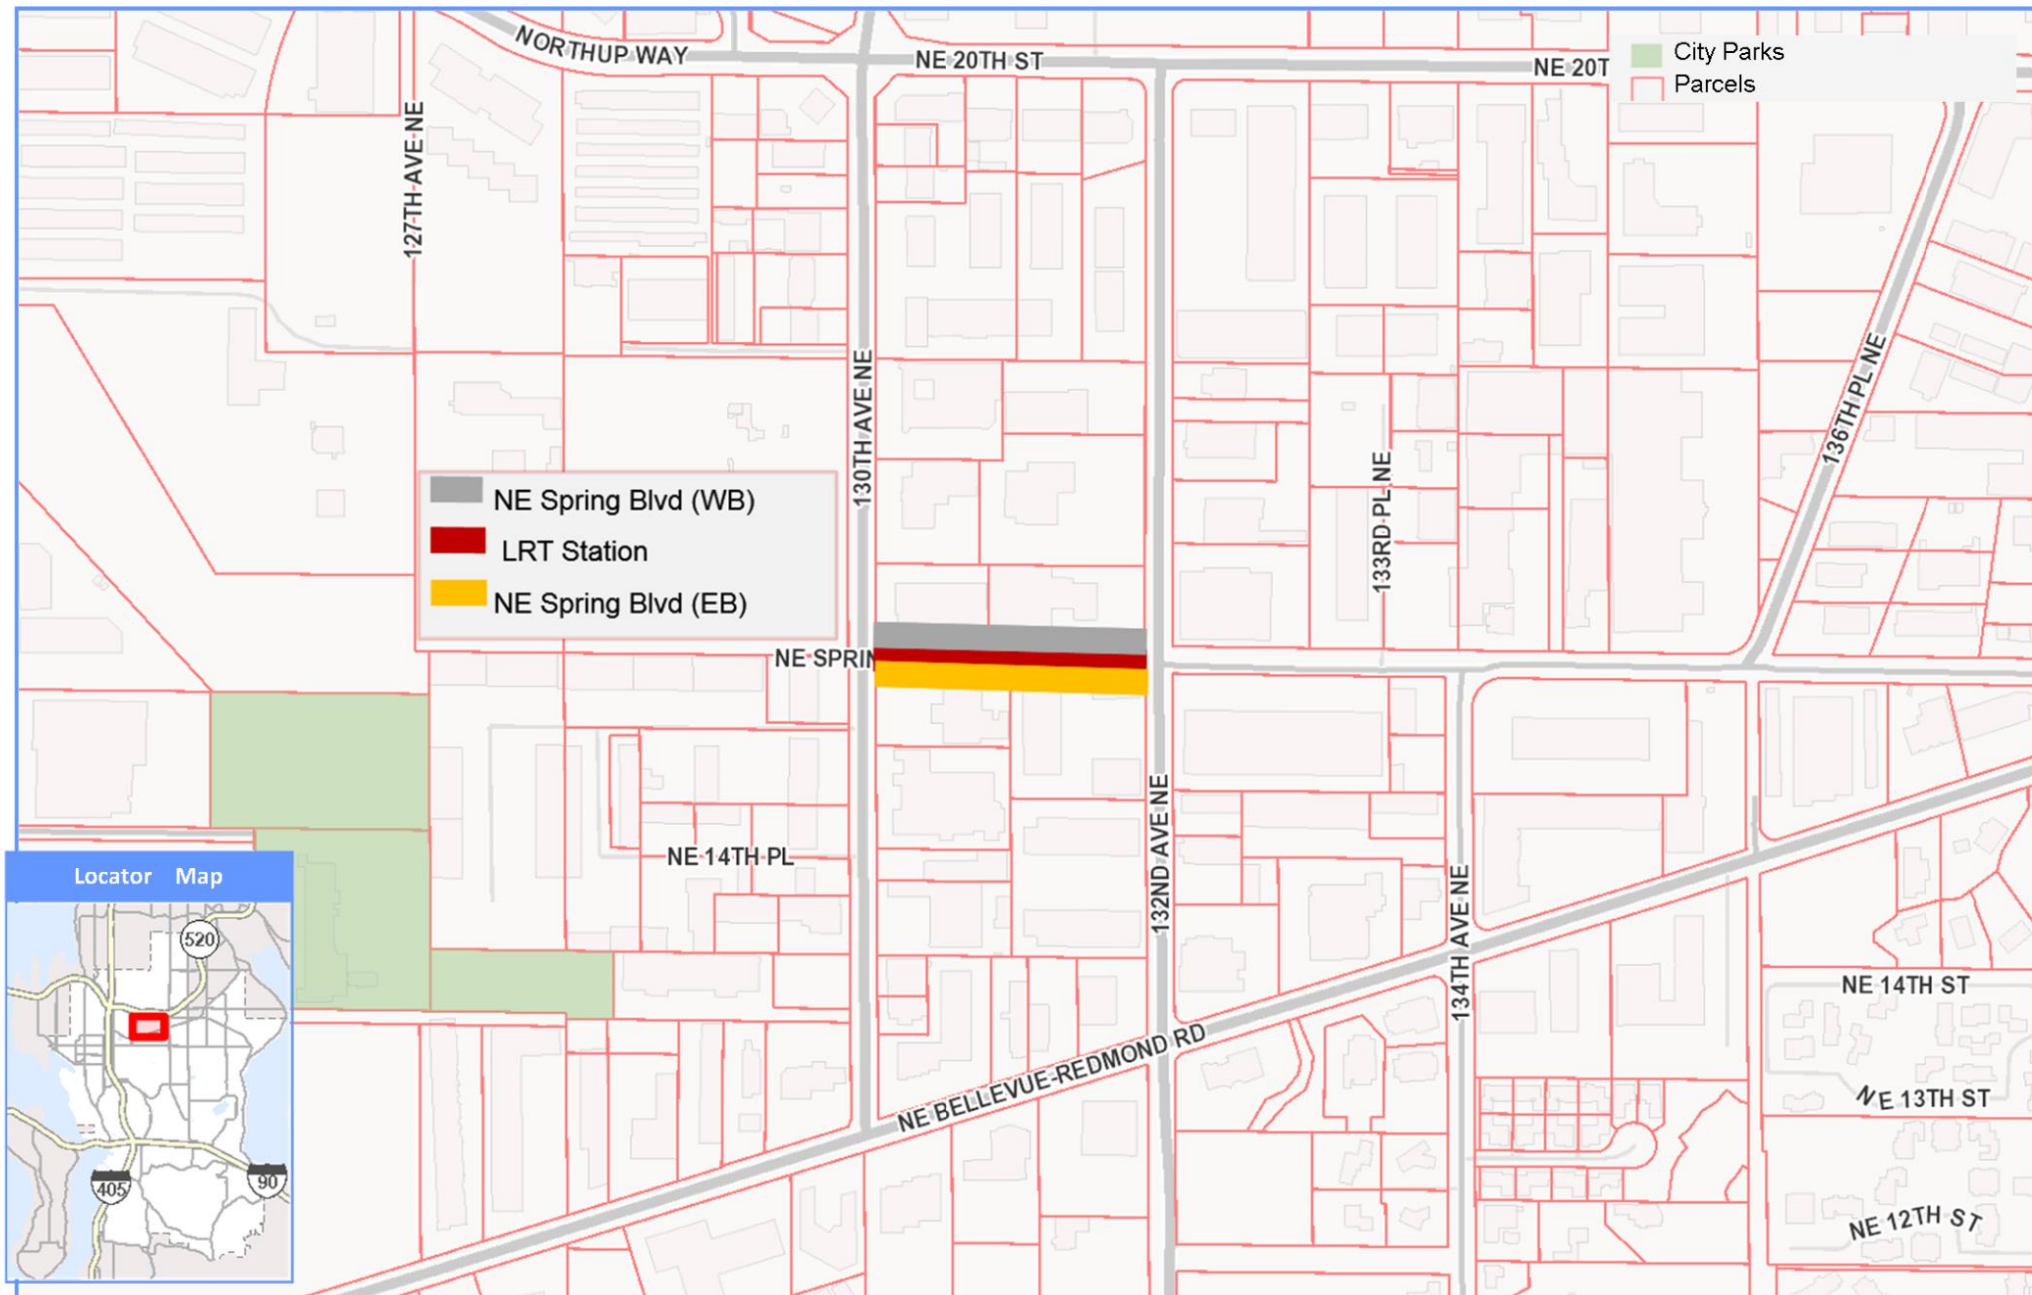 NORTHUP WAY
NE 20TH ST
NE 20T
City Parks
Parcels
127TH AVE NE
130TH AVE NE
136TH PL NE
133RD PL NE
NE Spring Blvd (WB)
LRT Station
NE Spring Blvd (EB)
NE SPRIN
132ND AVE NE
NE 14TH PL
134TH AVE NE
Locator Map
520
405
90
NE BELLEVUE-REDMOND RD
NE 14TH ST
NE 13TH ST
NE 12TH ST